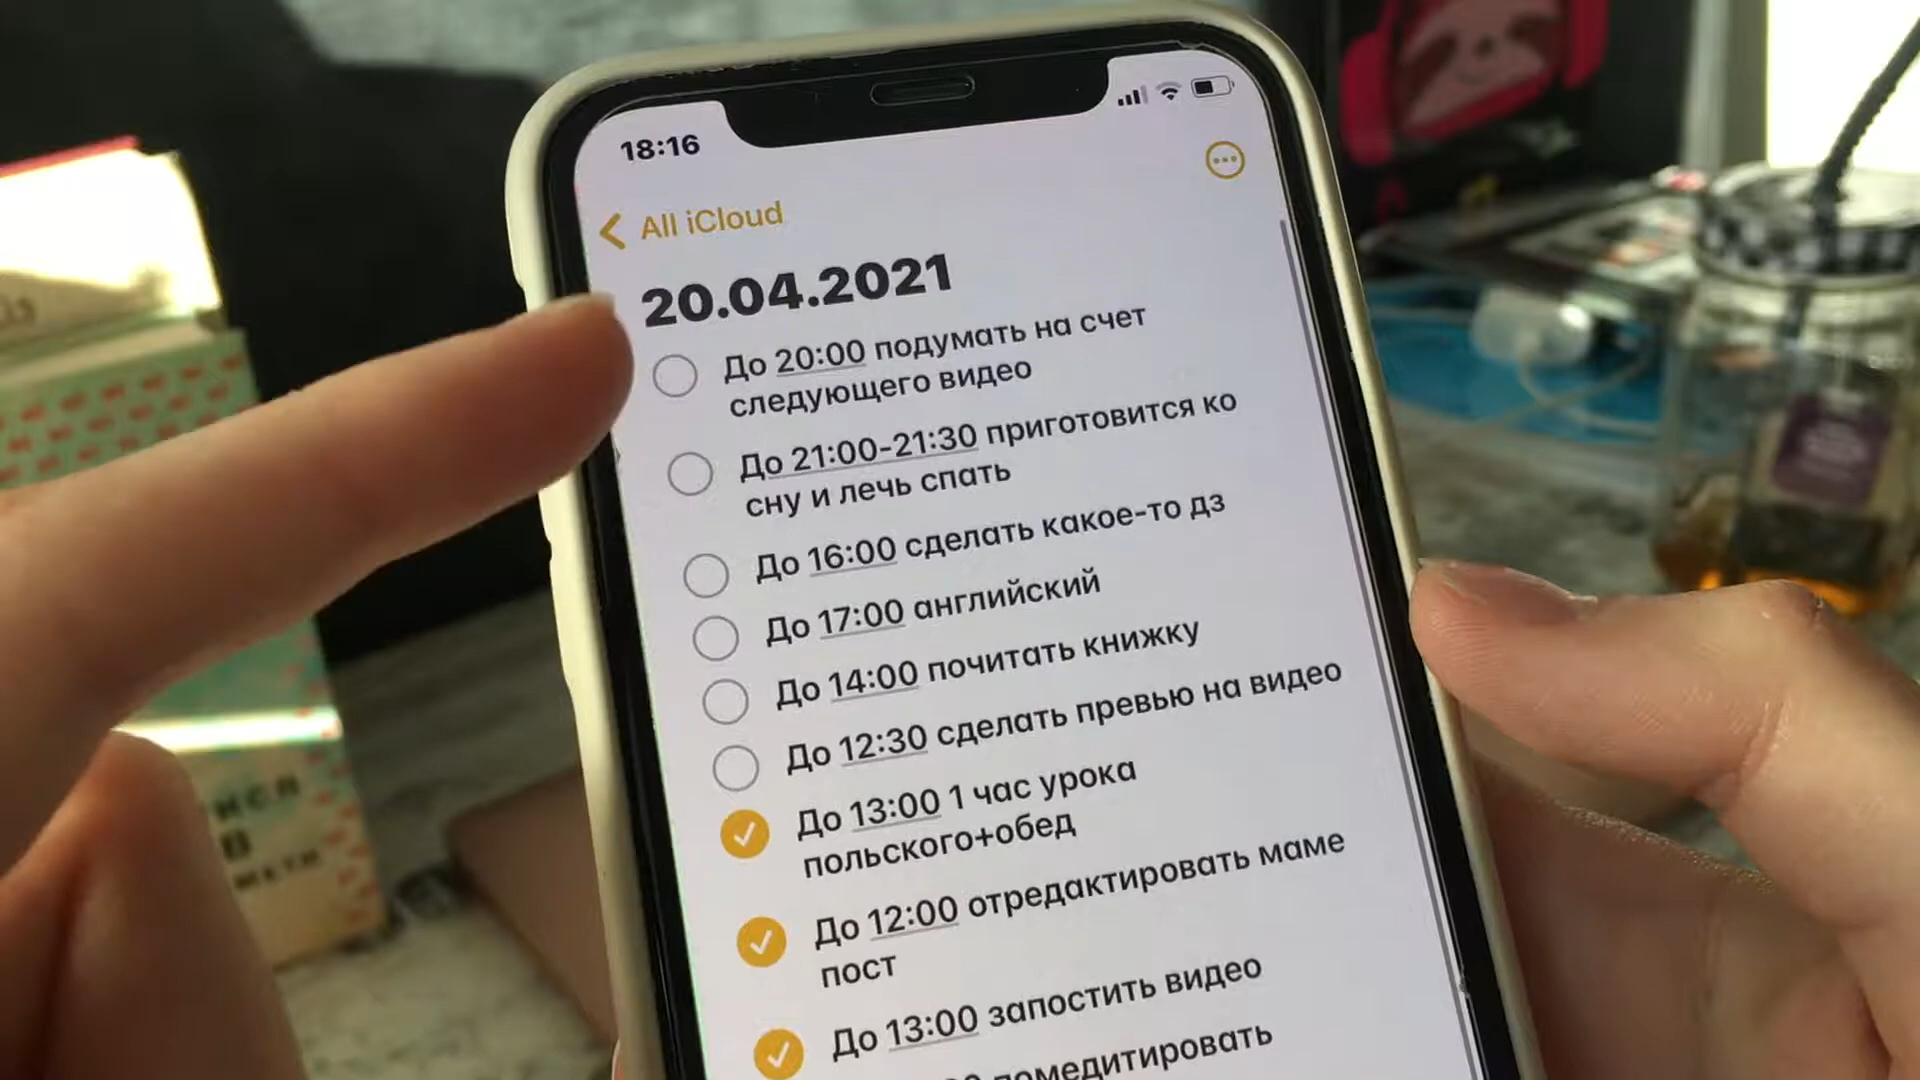 18:16
All iCloud
20.04.2021
До 20:00 подумать на счет
следующего видео
До 21:00-21:30 приготовится ко
сну и лечь спать
До 16:00 сделать какое-то дз
До 17:00 английский
До 14:00 почитать книжку
До 12:30 сделать превью на видео
До 13:00 1 час урока
польского+обед
До 12:00 отредактировать маме
пост
До 13:00 запостить видео
помедитировать